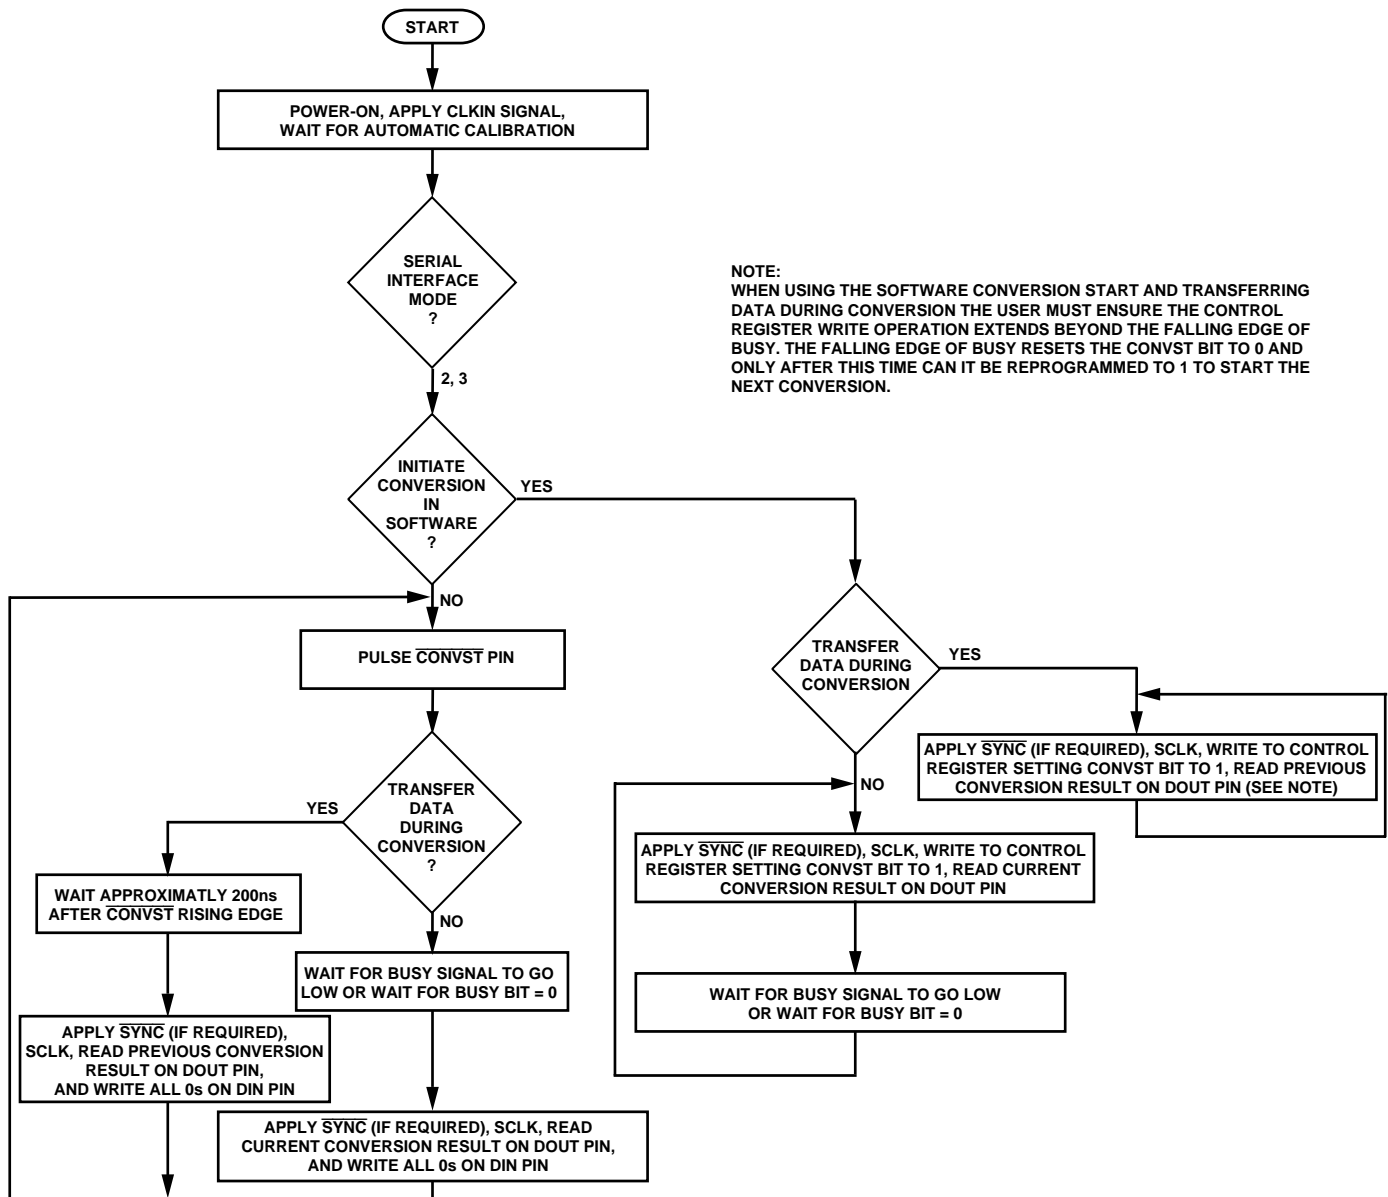 START
POWER-ON, APPLY CLKIN SIGNAL,
WAIT FOR AUTOMATIC CALIBRATION
SERIAL
INTERFACE
MODE
?
NOTE:
WHEN USING THE SOFTWARE CONVERSION START AND TRANSFERRING
DATA DURING CONVERSION THE USER MUST ENSURE THE CONTROL
REGISTER WRITE OPERATION EXTENDS BEYOND THE FALLING EDGE OF
BUSY. THE FALLING EDGE OF BUSY RESETS THE CONVST BIT TO 0 AND
ONLY AFTER THIS TIME CAN IT BE REPROGRAMMED TO 1 TO START THE
NEXT CONVERSION.
2, 3
INITIATE
CONVERSION
IN
SOFTWARE
?
YES
NO
PULSE CONVST PIN
TRANSFER
DATA DURING
CONVERSION
YES
APPLY SYNC (IF REQUIRED), SCLK, WRITE TO CONTROL
REGISTER SETTING CONVST BIT TO 1, READ PREVIOUS
CONVERSION RESULT ON DOUT PIN (SEE NOTE)
NO
APPLY SYNC (IF REQUIRED), SCLK, WRITE TO CONTROL
REGISTER SETTING CONVST BIT TO 1, READ CURRENT
CONVERSION RESULT ON DOUT PIN
WAIT FOR BUSY SIGNAL TO GO LOW
OR WAIT FOR BUSY BIT = 0
TRANSFER
DATA
DURING
CONVERSION
?
YES
WAIT APPROXIMATLY 200ns
AFTER CONVST RISING EDGE
NO
WAIT FOR BUSY SIGNAL TO GO
LOW OR WAIT FOR BUSY BIT = 0
APPLY SYNC (IF REQUIRED),
SCLK, READ PREVIOUS CONVERSION
RESULT ON DOUT PIN,
AND WRITE ALL 0s ON DIN PIN
APPLY SYNC (IF REQUIRED), SCLK, READ
CURRENT CONVERSION RESULT ON DOUT PIN,
AND WRITE ALL 0s ON DIN PIN